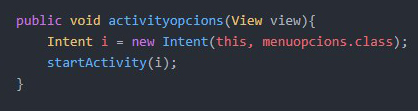 public void activityopcions(View view){
    Intent i = new Intent(this, menuopcions.class);
    startActivity(i);
}